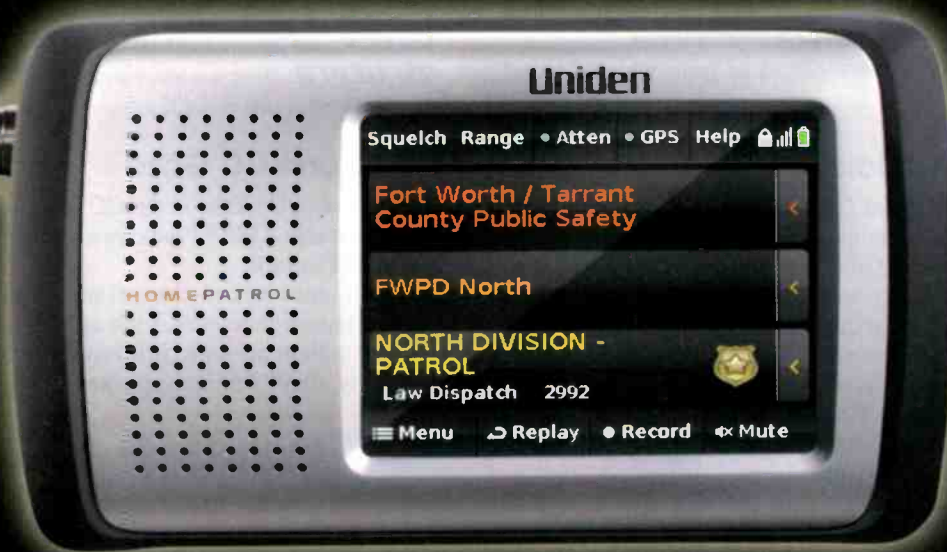 Uniden
Squelch Range • Atten • GPS Help
Fort Worth / Tarrant
County Public Safety
<
HOMEPATROL
FWPD North
<
NORTH DIVISION -
PATROL
<
Law Dispatch 2992
Menu Replay Record Mute